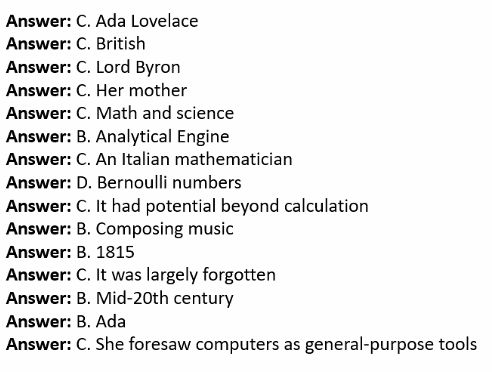 Answer: C. Ada Lovelace
Answer: C. British
Answer: C. Lord Byron
Answer: C. Her mother
Answer: C. Math and science
Answer: B. Analytical Engine
Answer: C. An Italian mathematician
Answer: D. Bernoulli numbers
Answer: C. It had potential beyond calculation
Answer: B. Composing music
Answer: B. 1815
Answer: C. It was largely forgotten
Answer: B. Mid-20th century
Answer: B. Ada
Answer: C. She foresaw computers as general-purpose tools